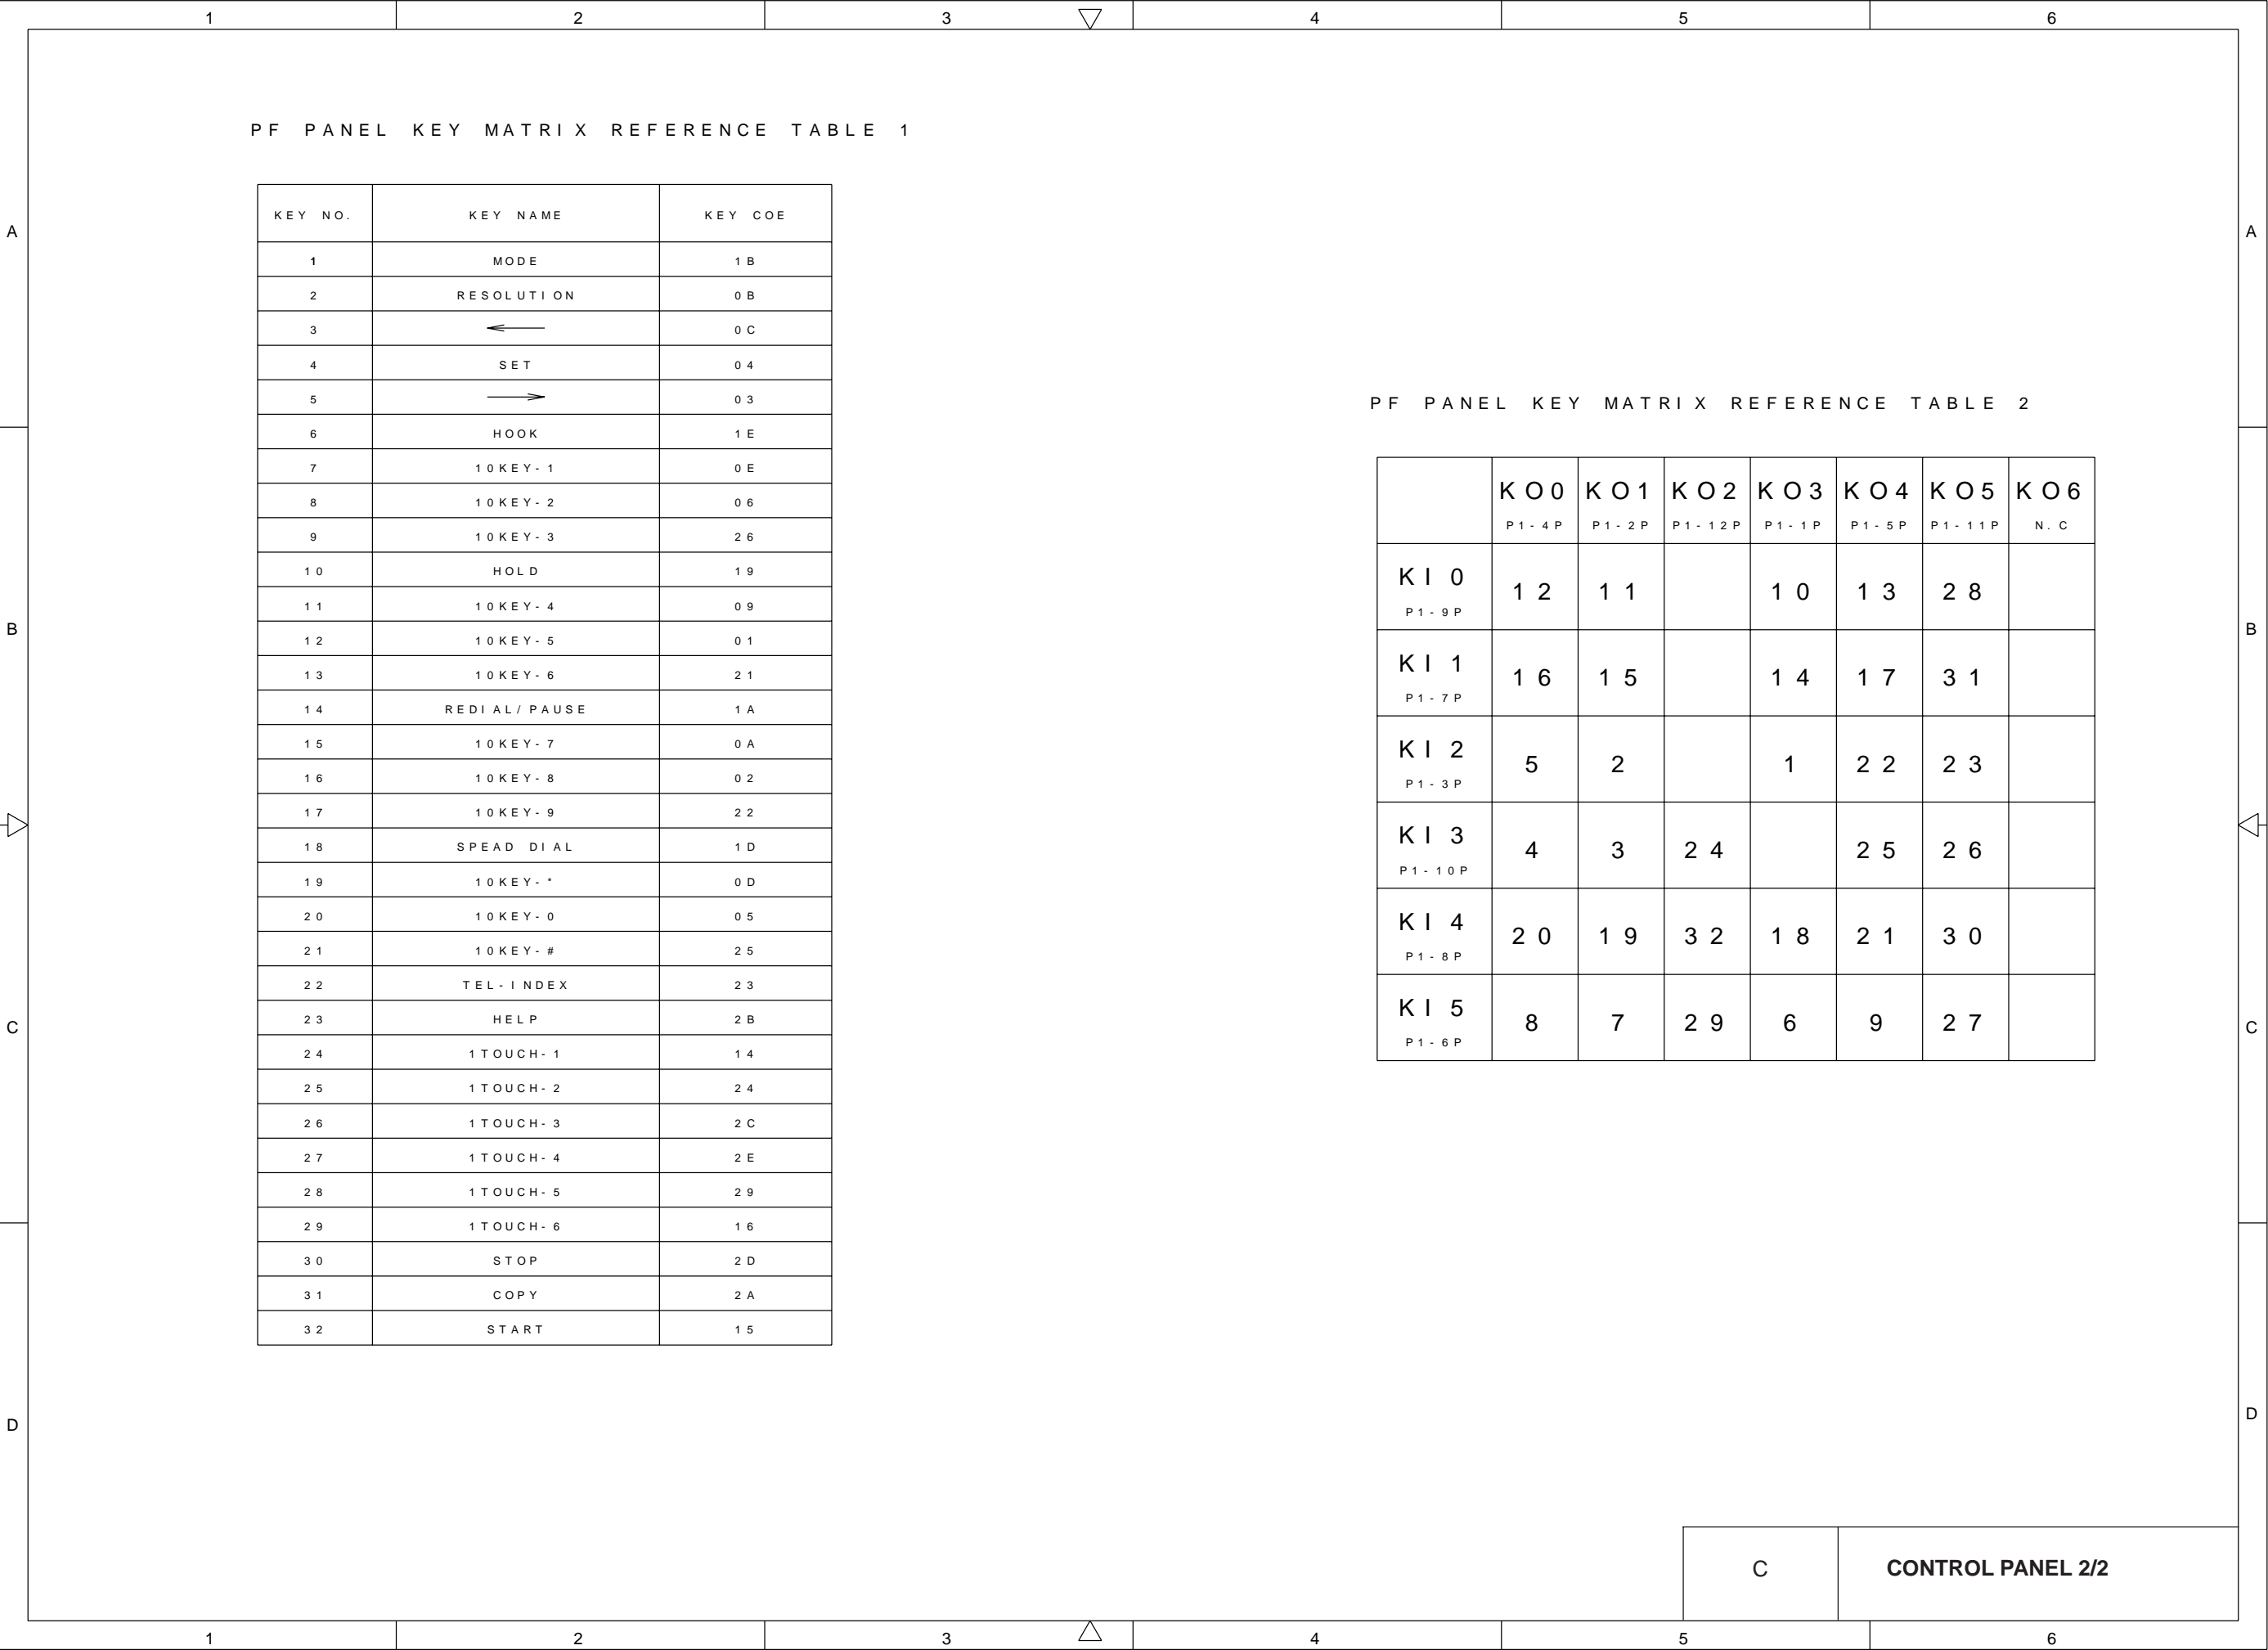 1 2 3 4 5 6
PF PANEL KEY MATRIX REFERENCE TABLE 1
KEY NO. KEY NAME KEY COE
1 MODE 1B
2 RESOLUTION 0B
3 ← 0C
4 SET 04
5 → 03
6 HOOK 1E
7 10KEY-1 0E
8 10KEY-2 06
9 10KEY-3 26
10 HOLD 19
11 10KEY-4 09
12 10KEY-5 01
13 10KEY-6 21
14 REDIAL/PAUSE 1A
15 10KEY-7 0A
16 10KEY-8 02
17 10KEY-9 22
18 SPEAD DIAL 1D
19 10KEY-* 0D
20 10KEY-0 05
21 10KEY-# 25
22 TEL-INDEX 23
23 HELP 2B
24 1TOUCH-1 14
25 1TOUCH-2 24
26 1TOUCH-3 2C
27 1TOUCH-4 2E
28 1TOUCH-5 29
29 1TOUCH-6 16
30 STOP 2D
31 COPY 2A
32 START 15
PF PANEL KEY MATRIX REFERENCE TABLE 2
KO0 KO1 KO2 KO3 KO4 KO5 KO6
P1-4P P1-2P P1-12P P1-1P P1-5P P1-11P N.C
KI0 12 11 10 13 28
P1-9P
KI1 16 15 14 17 31
P1-7P
KI2 5 2 1 22 23
P1-3P
KI3 4 3 24 25 26
P1-10P
KI4 20 19 32 18 21 30
P1-8P
KI5 8 7 29 6 9 27
P1-6P
A A
B B
C C
D D
C CONTROL PANEL 2/2
1 2 3 4 5 6